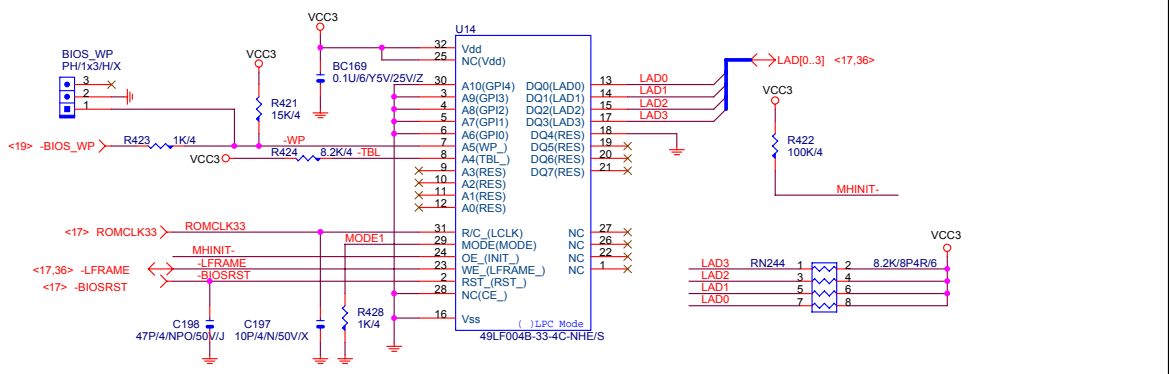 VCC3
U14
BIOS_WP
PH/1x3/H/X
VCC3
32 Vdd
25 NC(Vdd)
BC169
0.1U/6/Y5V/25V/Z
3
2
1
R421
15K/4
30 A10(GPI4)
3 A9(GPI3)
4 A8(GPI2)
5 A7(GPI1)
6 A6(GPI0)
7 A5(WP_)
8 A4(TBL_)
9 A3(RES)
10 A2(RES)
11 A1(RES)
12 A0(RES)
DQ0(LAD0) 13 LAD0
DQ1(LAD1) 14 LAD1
DQ2(LAD2) 15 LAD2
DQ3(LAD3) 17 LAD3
DQ4(RES) 18
DQ5(RES) 19
DQ6(RES) 20
DQ7(RES) 21
LAD[0..3] <17,36>
VCC3
R422
100K/4
MHINIT-
<19> -BIOS_WP R423 1K/4 -WP
VCC3 R424 8.2K/4 -TBL
<17> ROMCLK33 ROMCLK33 31 R/C_(LCLK)
MODE1 29 MODE(MODE)
MHINIT- 24 OE_(INIT_)
<17,36> -LFRAME -LFRAME 23 WE_(LFRAME_)
<17> -BIOSRST -BIOSRST 2 RST_(RST_)
28 NC(CE_)
16 Vss
NC 27
NC 26
NC 22
NC 1
C198
47P/4/NPO/50V/J
C197
10P/4/N/50V/X
R428
1K/4
( )LPC Mode
49LF004B-33-4C-NHE/S
VCC3
RN244 8.2K/8P4R/6
LAD3 1 2
LAD2 3 4
LAD1 5 6
LAD0 7 8